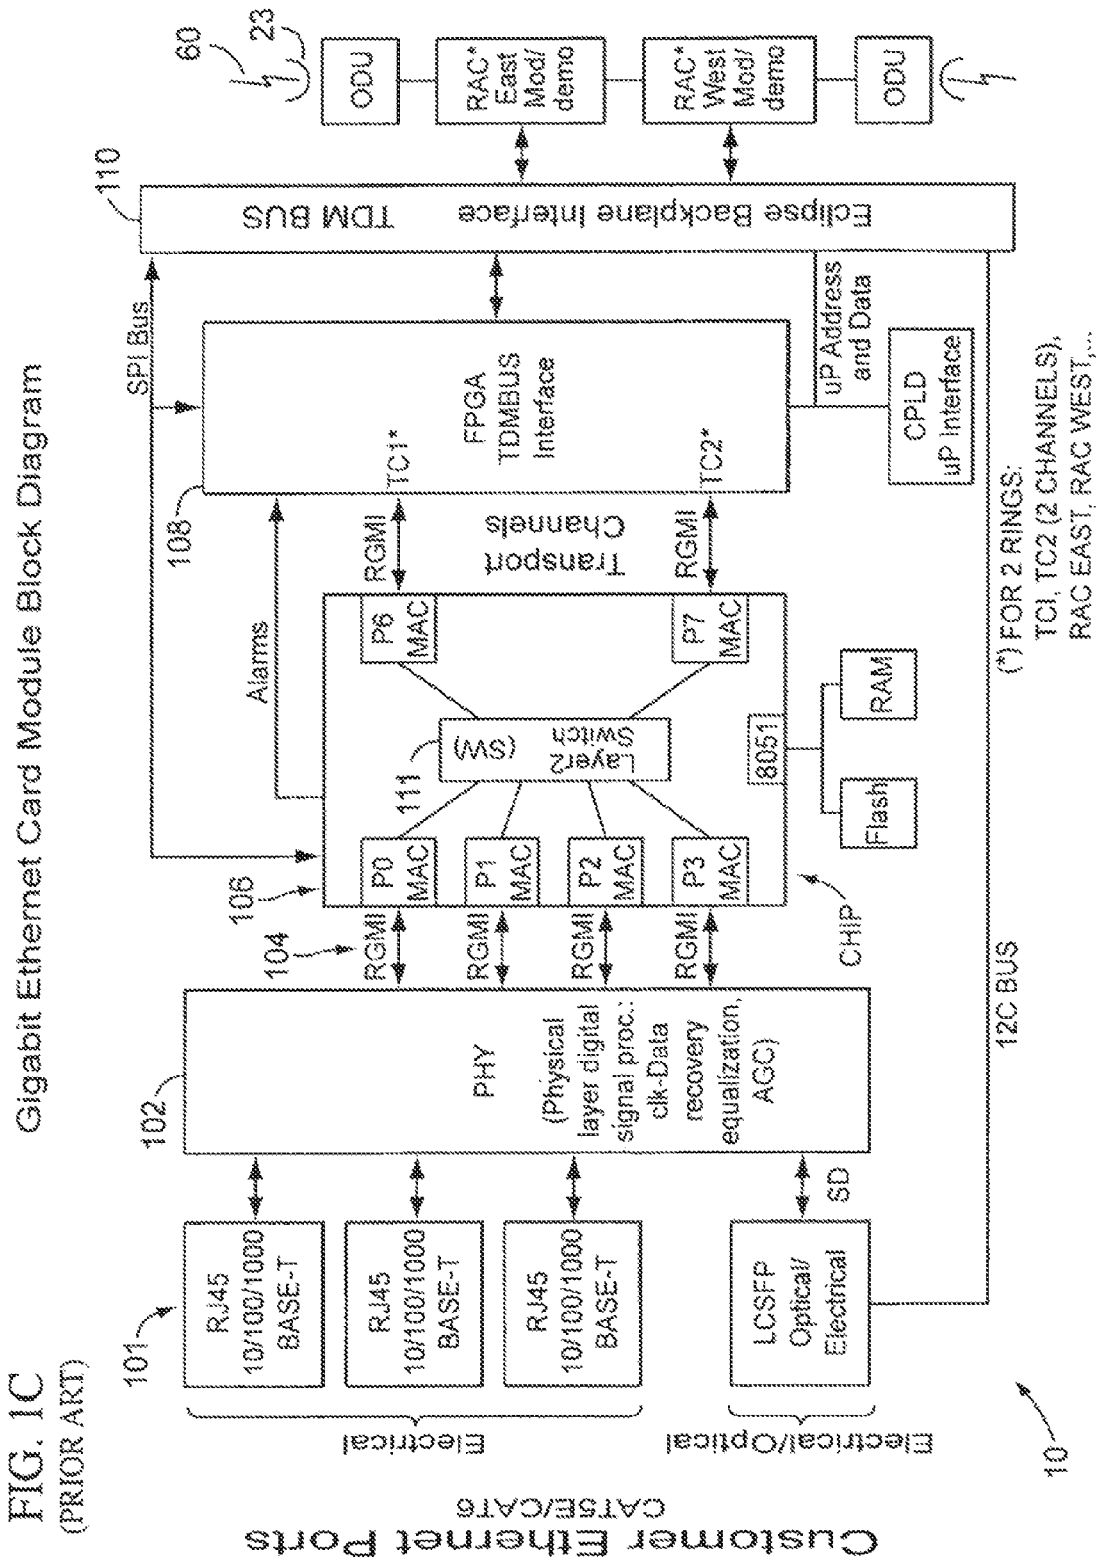 FIG. 1C
(PRIOR ART)
Gigabit Ethernet Card Module Block Diagram
Customer Ethernet Ports
CAT5E/CAT6
Electrical
Electrical/Optical
101
RJ45
10/100/1000
BASE-T
RJ45
10/100/1000
BASE-T
RJ45
10/100/1000
BASE-T
LCSFP
Optical/
Electrical
SD
102
PHY
(Physical
layer digital
signal proc.:
clk-Data
recovery
equalization,
AGC)
104
RGMI
RGMI
RGMI
RGMI
106
P0
MAC
P1
MAC
P2
MAC
P3
MAC
111
Layer2
Switch
(SW)
P6
MAC
P7
MAC
8051
CHIP
Flash
RAM
Alarms
SPI Bus
RGMI
RGMI
Transport
Channels
108
TC1*
TC2*
FPGA
TDMBUS
Interface
CPLD
uP Interface
uP Address
and Data
110
TDM BUS
Eclipse Backplane Interface
60
23
ODU
RAC*
East
Mod/
demo
RAC*
West
Mod/
demo
ODU
12C BUS
(*) FOR 2 RINGS:
TCI, TC2 (2 CHANNELS),
RAC EAST, RAC WEST,...
10